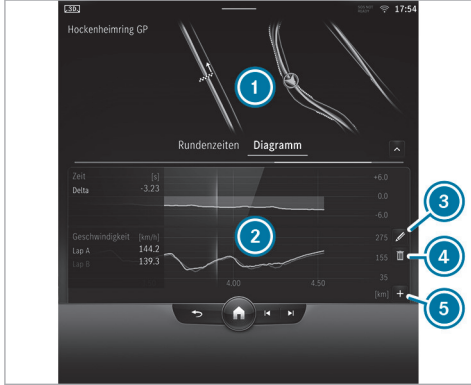 3D
17:54
Hockenheimring GP
1
Rundenzeiten Diagramm
Zeit [s]
Delta -3.23
+6.0
0.0
-6.0
3
2
Geschwindigkeit [km/h]
Lap A 144.2
Lap B 139.3
275
155
35
4
4.00 4.50 [km]
5